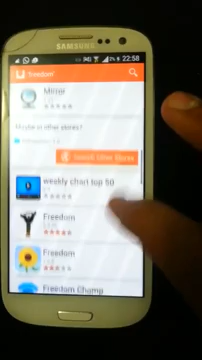 SAMSUNG
22:58
freedom
Mirror
Maybe in other stores?
Search Other Stores
weekly chart top 50
Freedom
Freedom
Freedom Champ